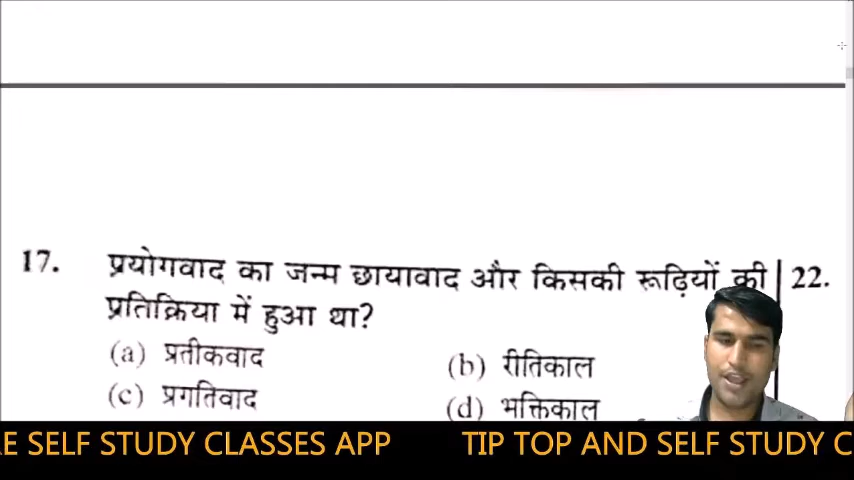 17. प्रयोगवाद का जन्म छायावाद और किसकी रूढ़ियों की 22.
प्रतिक्रिया में हुआ था?
(a) प्रतीकवाद (b) रीतिकाल
(c) प्रगतिवाद (d) भक्तिकाल
E SELF STUDY CLASSES APP TIP TOP AND SELF STUDY C